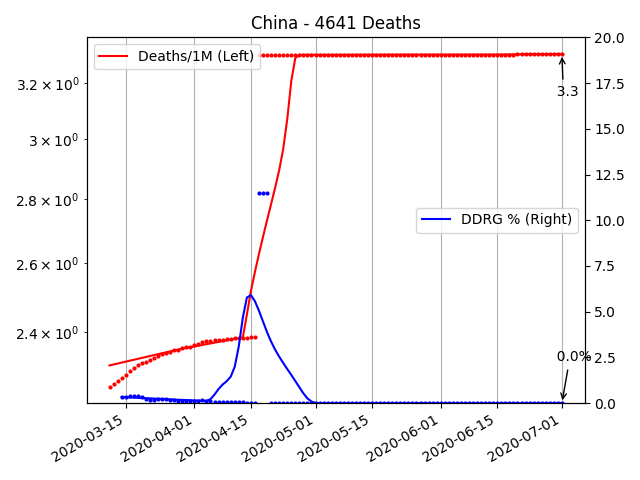 China - 4641 Deaths
Deaths/1M (Left)
DDRG % (Right)
3.3
0.0%
3.2 × 10⁰
3 × 10⁰
2.8 × 10⁰
2.6 × 10⁰
2.4 × 10⁰
20.0
17.5
15.0
12.5
10.0
7.5
5.0
2.5
0.0
2020-03-15
2020-04-01
2020-04-15
2020-05-01
2020-05-15
2020-06-01
2020-06-15
2020-07-01